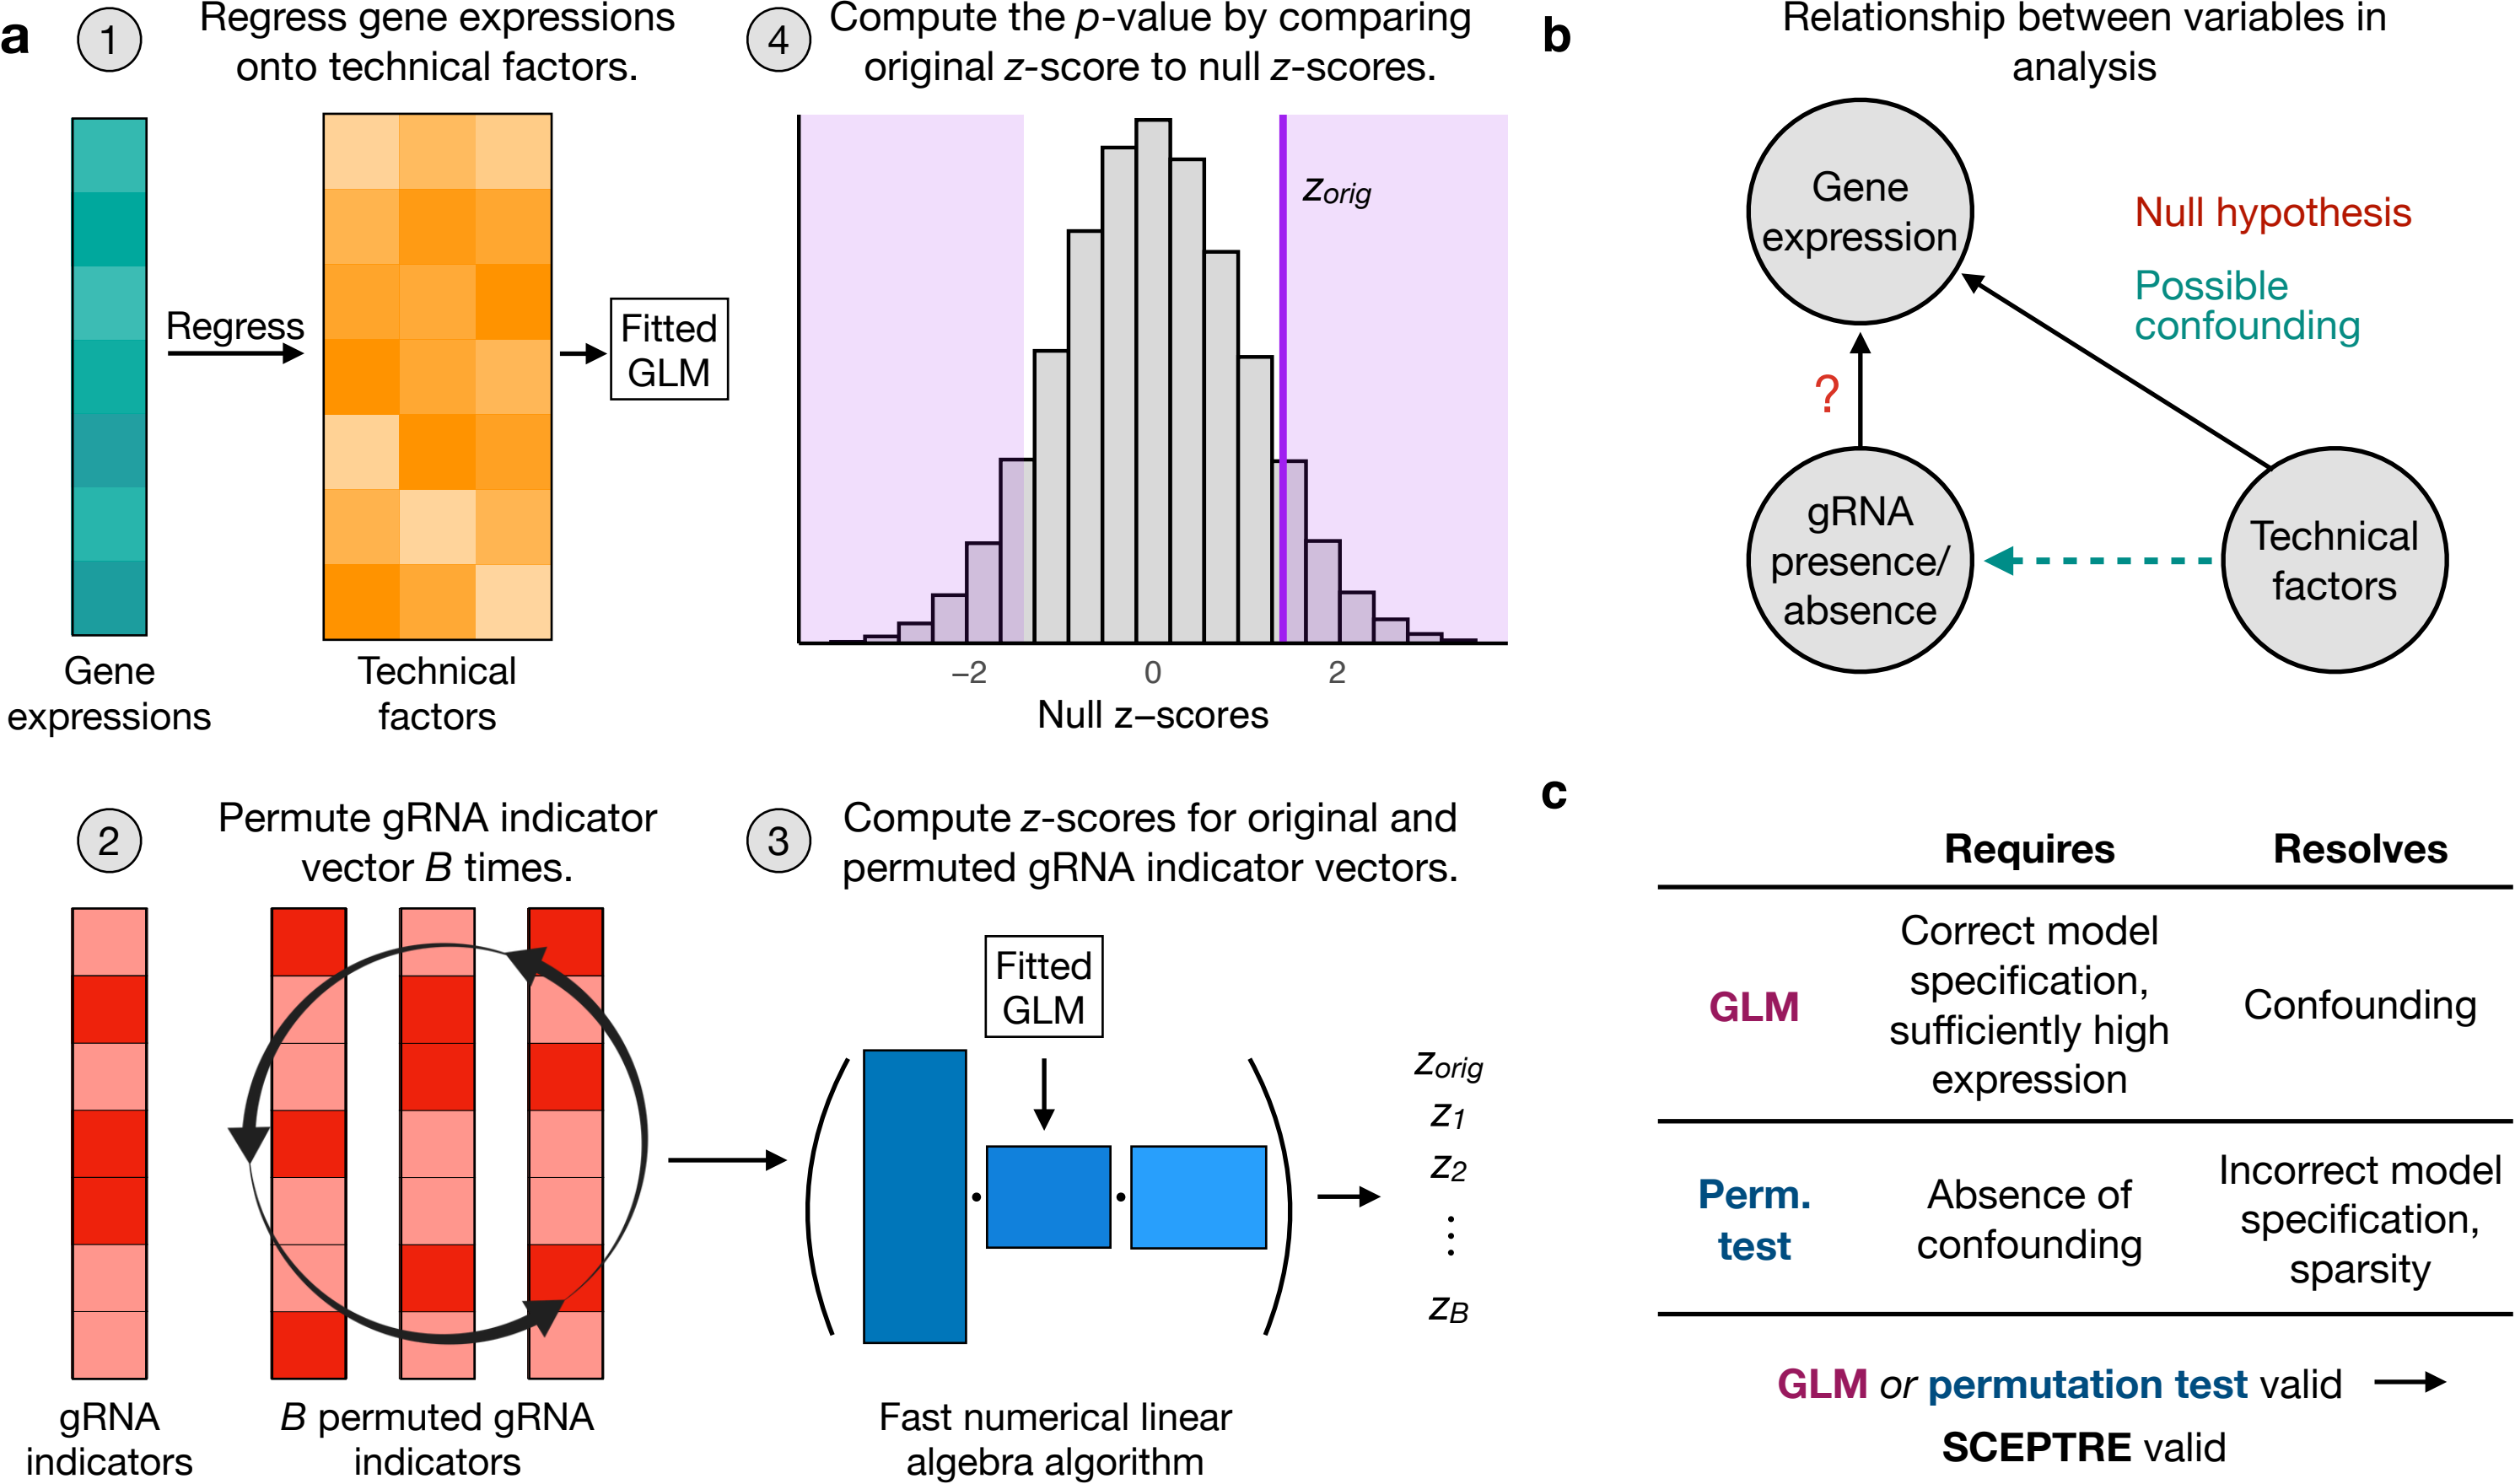 a
1
Regress gene expressions
onto technical factors.
Regress
Fitted
GLM
Gene
expressions
Technical
factors
4
Compute the p-value by comparing
original z-score to null z-scores.
zorig
−2
0
2
Null z−scores
2
Permute gRNA indicator
vector B times.
gRNA
indicators
B permuted gRNA
indicators
3
Compute z-scores for original and
permuted gRNA indicator vectors.
Fitted
GLM
zorig
z1
z2
⋮
zB
Fast numerical linear
algebra algorithm
b
Relationship between variables in
analysis
Gene
expression
Null hypothesis
Possible
confounding
?
gRNA
presence/
absence
Technical
factors
c
Requires
Resolves
GLM
Correct model
specification,
sufficiently high
expression
Confounding
Perm.
test
Absence of
confounding
Incorrect model
specification,
sparsity
GLM or permutation test valid
SCEPTRE valid